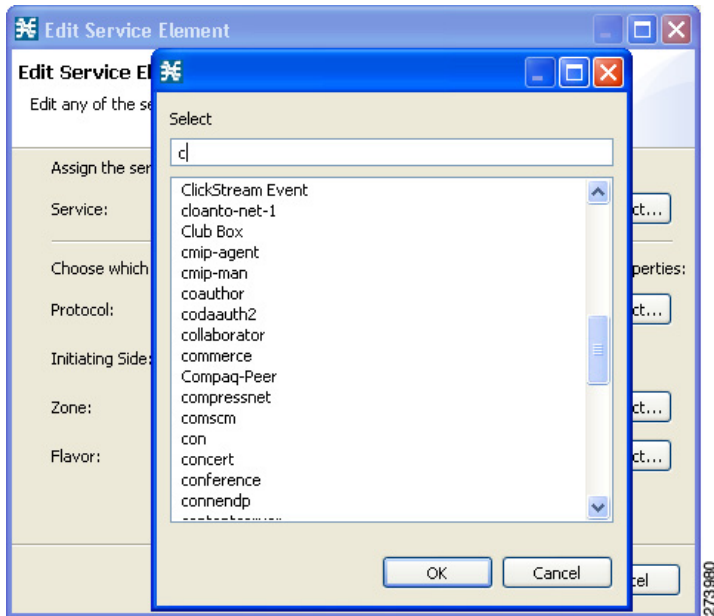 Edit Service Element
Edit Service El
Edit any of the se
Select
c
Assign the ser
Service:
ct...
Choose which
perties:
Protocol:
ct...
Initiating Side:
Zone:
ct...
Flavor:
ct...
ClickStream Event
cloanto-net-1
Club Box
cmip-agent
cmip-man
coauthor
codaauth2
collaborator
commerce
Compaq-Peer
compressnet
comscm
con
concert
conference
connendp
OK
Cancel
cel
273980